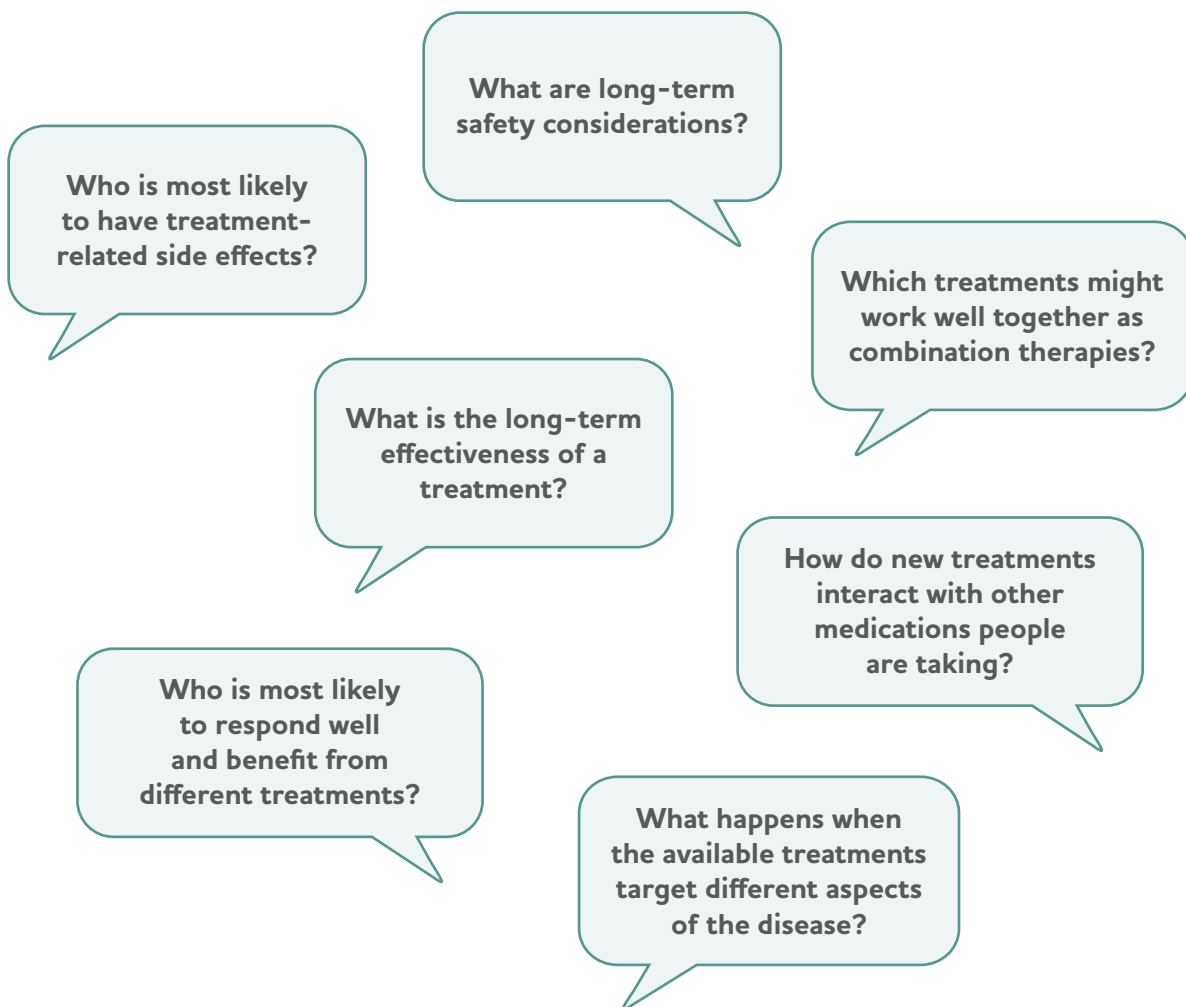 What are long-term
safety considerations?
Who is most likely
to have treatment-
related side effects?
Which treatments might
work well together as
combination therapies?
What is the long-term
effectiveness of a
treatment?
How do new treatments
interact with other
medications people
are taking?
Who is most likely
to respond well
and benefit from
different treatments?
What happens when
the available treatments
target different aspects
of the disease?